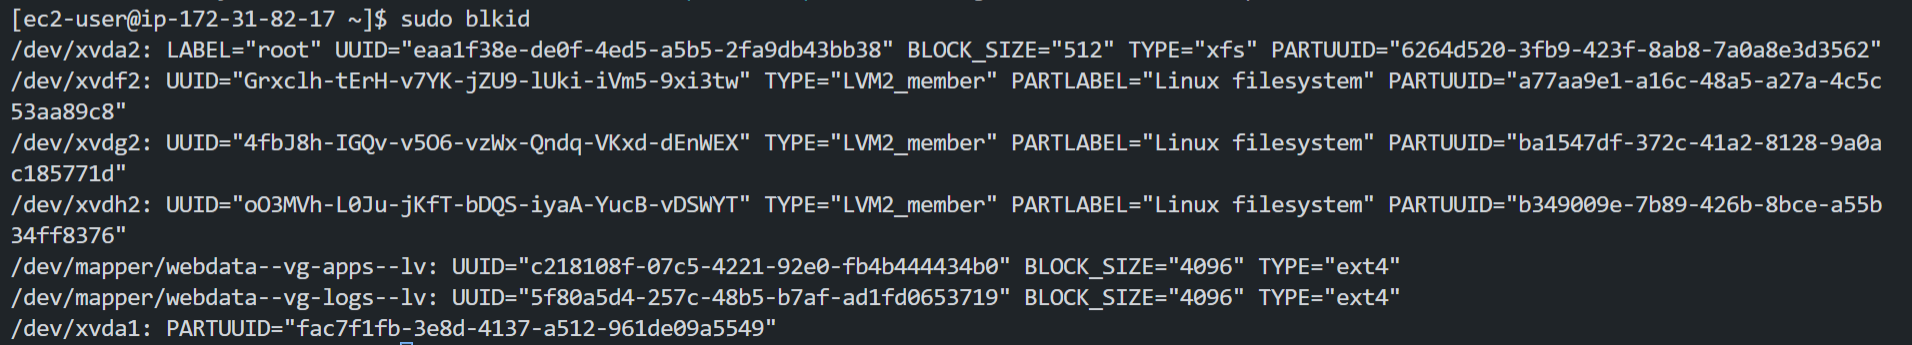 [ec2-user@ip-172-31-82-17 ~]$ sudo blkid
/dev/xvda2: LABEL="root" UUID="eaa1f38e-de0f-4ed5-a5b5-2fa9db43bb38" BLOCK_SIZE="512" TYPE="xfs" PARTUUID="6264d520-3fb9-423f-8ab8-7a0a8e3d3562"
/dev/xvdf2: UUID="Grxclh-tErH-v7YK-jZU9-lUki-iVm5-9xi3tw" TYPE="LVM2_member" PARTLABEL="Linux filesystem" PARTUUID="a77aa9e1-a16c-48a5-a27a-4c5c
53aa89c8"
/dev/xvdg2: UUID="4fbJ8h-IGQv-v5O6-vzWx-Qndq-VKxd-dEnWEX" TYPE="LVM2_member" PARTLABEL="Linux filesystem" PARTUUID="ba1547df-372c-41a2-8128-9a0a
c185771d"
/dev/xvdh2: UUID="oO3MVh-L0Ju-jKfT-bDQS-iyaA-YucB-vDSWYT" TYPE="LVM2_member" PARTLABEL="Linux filesystem" PARTUUID="b349009e-7b89-426b-8bce-a55b
34ff8376"
/dev/mapper/webdata--vg-apps--lv: UUID="c218108f-07c5-4221-92e0-fb4b444434b0" BLOCK_SIZE="4096" TYPE="ext4"
/dev/mapper/webdata--vg-logs--lv: UUID="5f80a5d4-257c-48b5-b7af-ad1fd0653719" BLOCK_SIZE="4096" TYPE="ext4"
/dev/xvda1: PARTUUID="fac7f1fb-3e8d-4137-a512-961de09a5549"